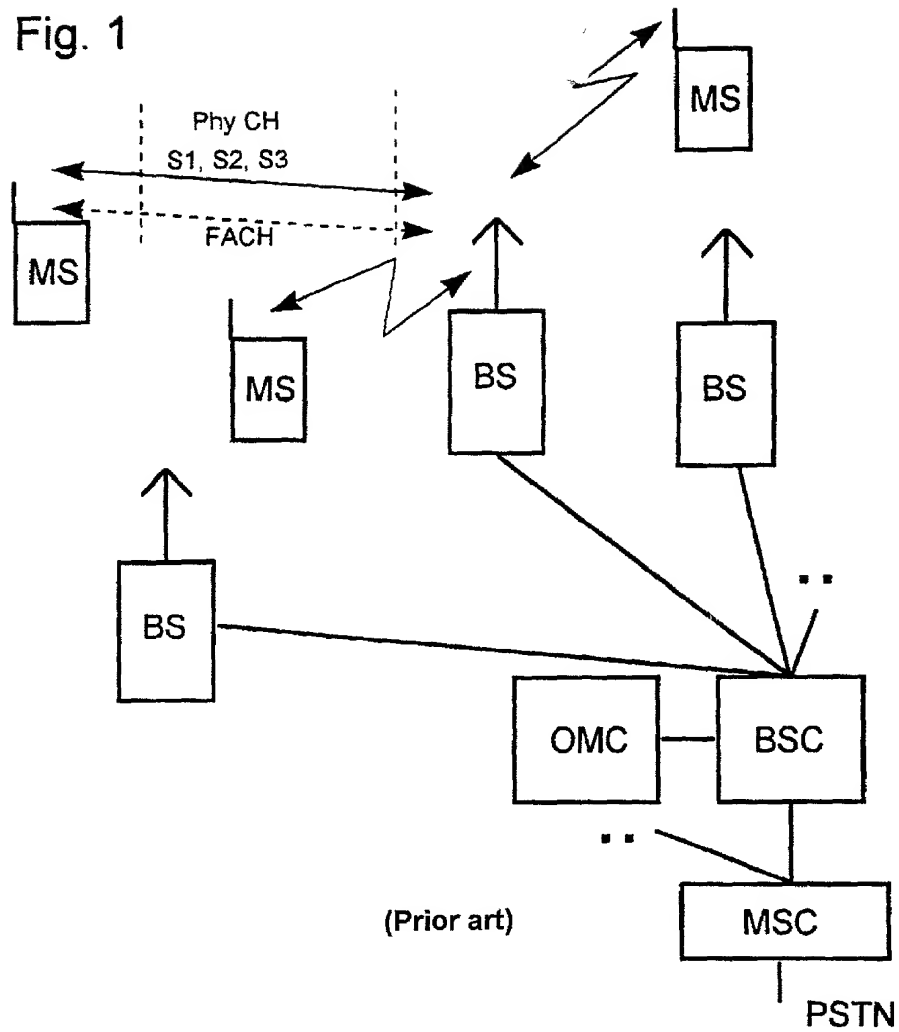 Fig. 1
MS
Phy CH
S1, S2, S3
FACH
MS
MS
BS
BS
BS
OMC
BSC
MSC
(Prior art)
PSTN